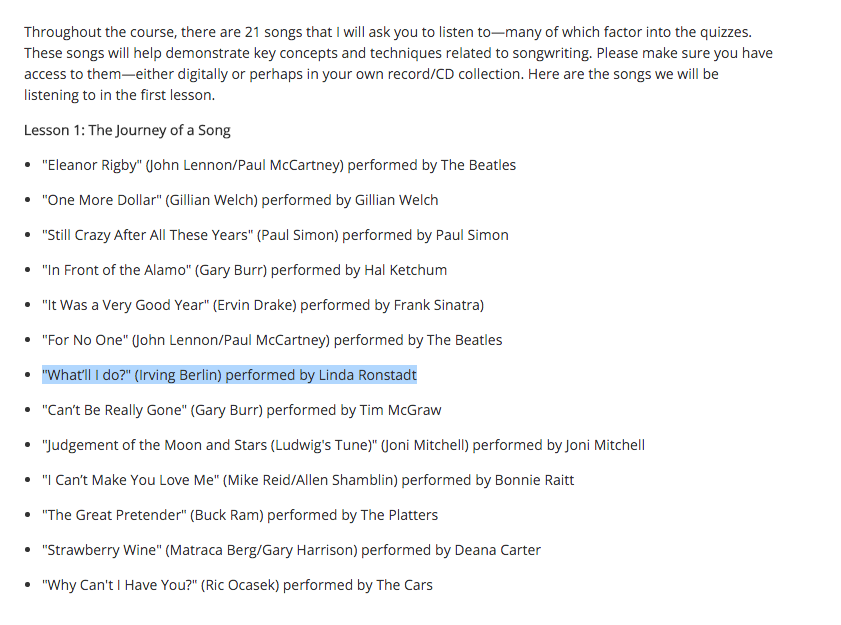 Throughout the course, there are 21 songs that I will ask you to listen to—many of which factor into the quizzes.
These songs will help demonstrate key concepts and techniques related to songwriting. Please make sure you have
access to them—either digitally or perhaps in your own record/CD collection. Here are the songs we will be
listening to in the first lesson.
Lesson 1: The Journey of a Song
• "Eleanor Rigby" (John Lennon/Paul McCartney) performed by The Beatles
• "One More Dollar" (Gillian Welch) performed by Gillian Welch
• "Still Crazy After All These Years" (Paul Simon) performed by Paul Simon
• "In Front of the Alamo" (Gary Burr) performed by Hal Ketchum
• "It Was a Very Good Year" (Ervin Drake) performed by Frank Sinatra)
• "For No One" (John Lennon/Paul McCartney) performed by The Beatles
• "What’ll I do?" (Irving Berlin) performed by Linda Ronstadt
• "Can’t Be Really Gone" (Gary Burr) performed by Tim McGraw
• "Judgement of the Moon and Stars (Ludwig's Tune)" (Joni Mitchell) performed by Joni Mitchell
• "I Can’t Make You Love Me" (Mike Reid/Allen Shamblin) performed by Bonnie Raitt
• "The Great Pretender" (Buck Ram) performed by The Platters
• "Strawberry Wine" (Matraca Berg/Gary Harrison) performed by Deana Carter
• "Why Can't I Have You?" (Ric Ocasek) performed by The Cars